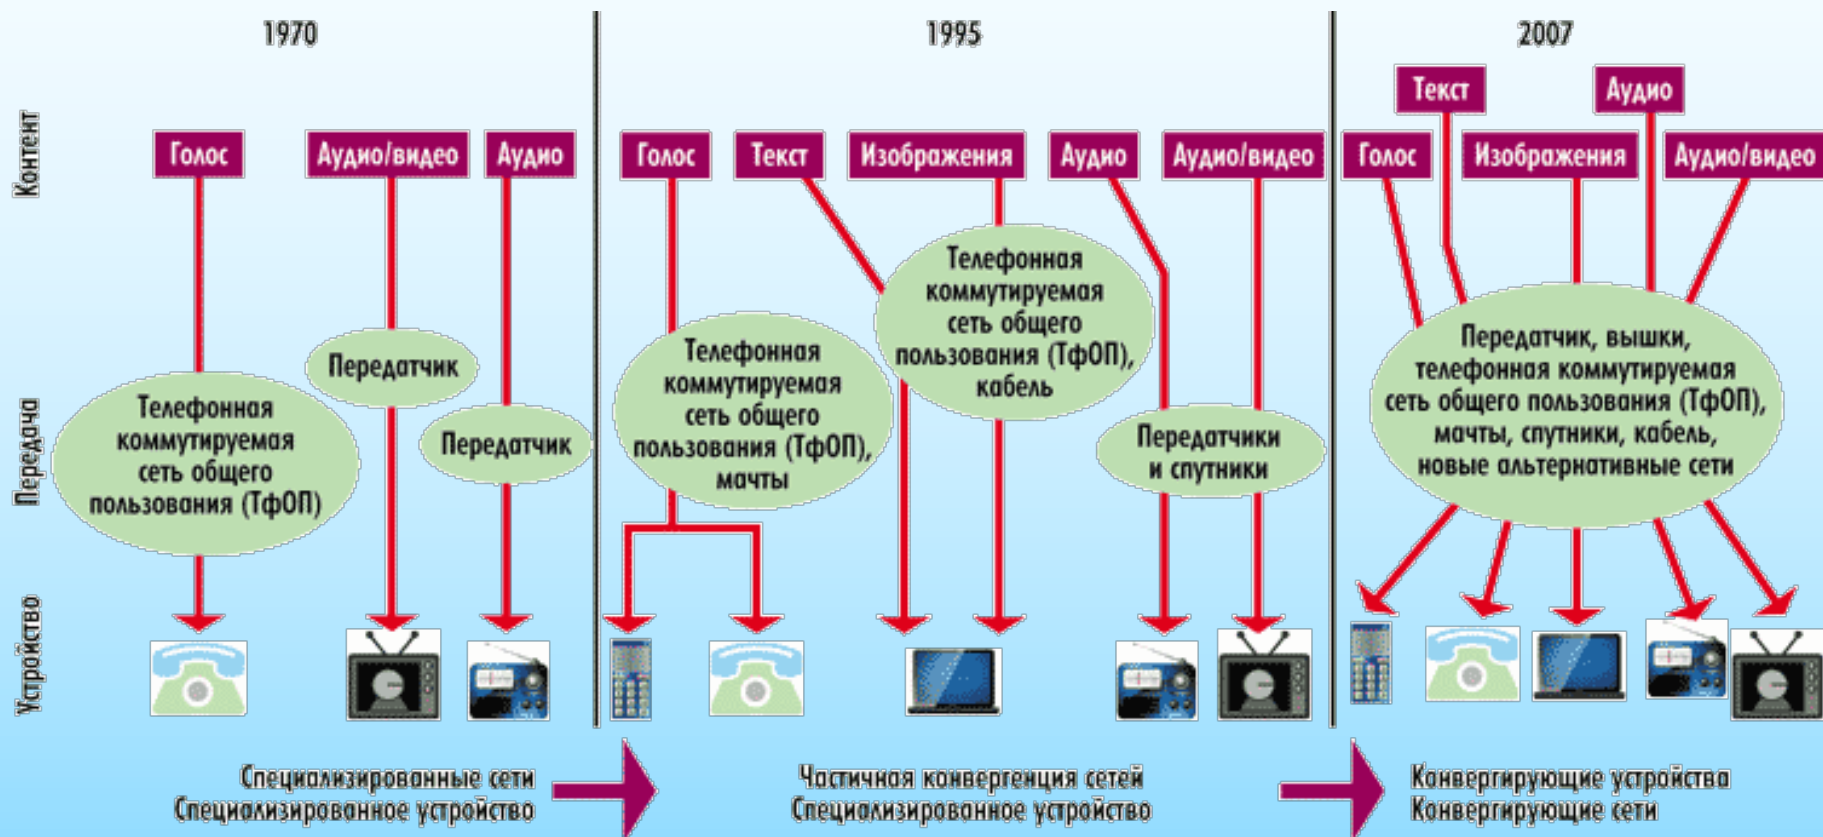 1970
1995
2007
Контент
Передача
Устройство
Голос
Аудио/видео
Аудио
Телефонная
коммутируемая
сеть общего
пользования (ТфОП)
Передатчик
Передатчик
Специализированные сети
Специализированное устройство
Голос
Текст
Изображения
Аудио
Аудио/видео
Телефонная
коммутируемая
сеть общего
пользования (ТфОП),
мачты
Телефонная
коммутируемая
сеть общего
пользования (ТфОП),
кабель
Передатчики
и спутники
Частичная конвергенция сетей
Специализированное устройство
Текст
Аудио
Голос
Изображения
Аудио/видео
Передатчик, вышки,
телефонная коммутируемая
сеть общего пользования (ТфОП),
мачты, спутники, кабель,
новые альтернативные сети
Конвергирующие устройства
Конвергирующие сети